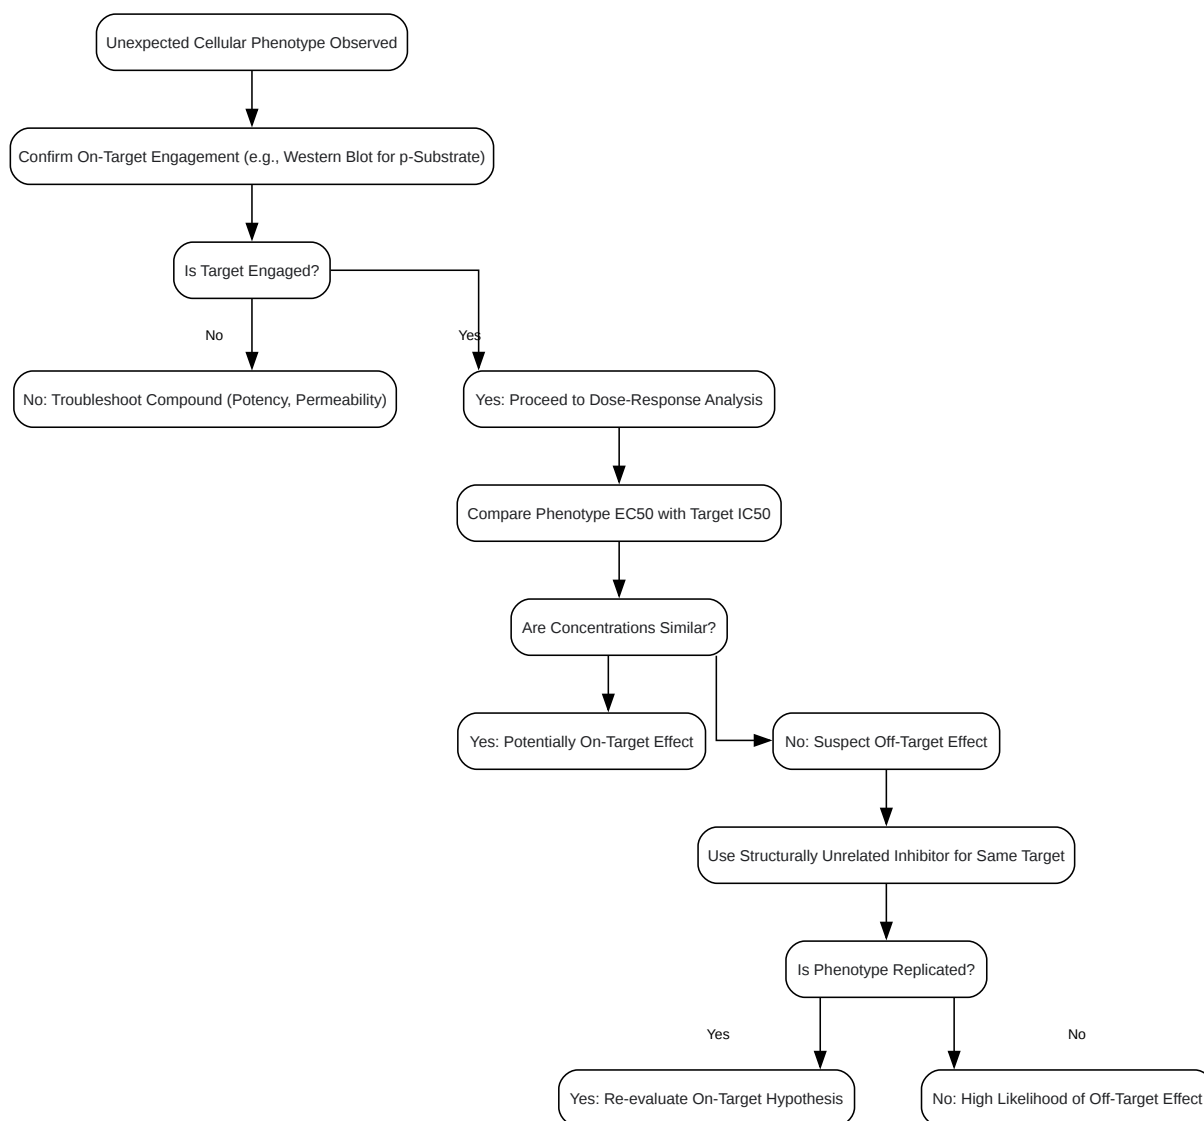 Unexpected Cellular Phenotype Observed
Confirm On-Target Engagement (e.g., Western Blot for p-Substrate)
Is Target Engaged?
No
Yes
No: Troubleshoot Compound (Potency, Permeability)
Yes: Proceed to Dose-Response Analysis
Compare Phenotype EC50 with Target IC50
Are Concentrations Similar?
Yes: Potentially On-Target Effect
No: Suspect Off-Target Effect
Use Structurally Unrelated Inhibitor for Same Target
Is Phenotype Replicated?
Yes
No
Yes: Re-evaluate On-Target Hypothesis
No: High Likelihood of Off-Target Effect